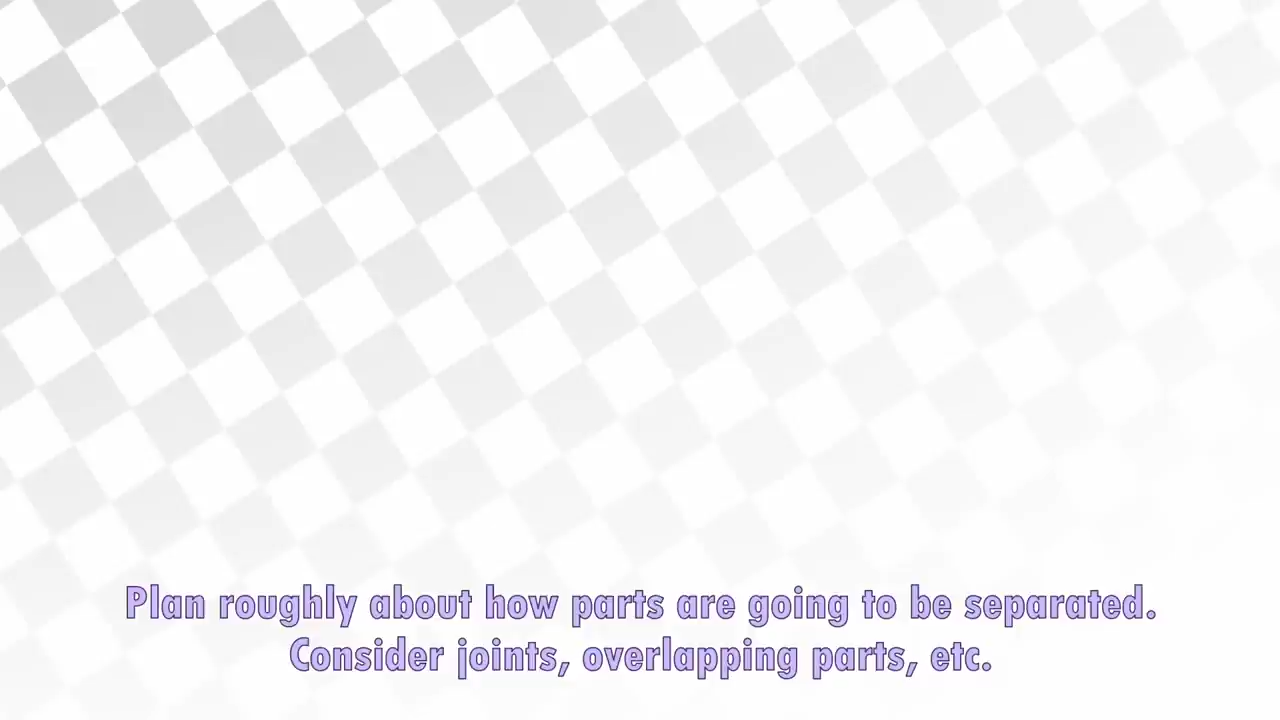 Plan roughly about how parts are going to be separated.
Consider joints, overlapping parts, etc.